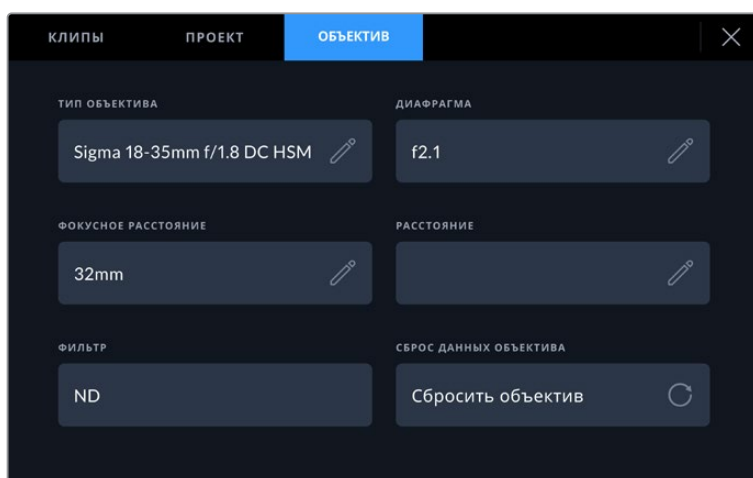 КЛИПЫ ПРОЕКТ ОБЪЕКТИВ
ТИП ОБЪЕКТИВА ДИАФРАГМА
Sigma 18-35mm f/1.8 DC HSM f2.1
ФОКУСНОЕ РАССТОЯНИЕ РАССТОЯНИЕ
32mm
ФИЛЬТР СБРОС ДАННЫХ ОБЪЕКТИВА
ND Сбросить объектив